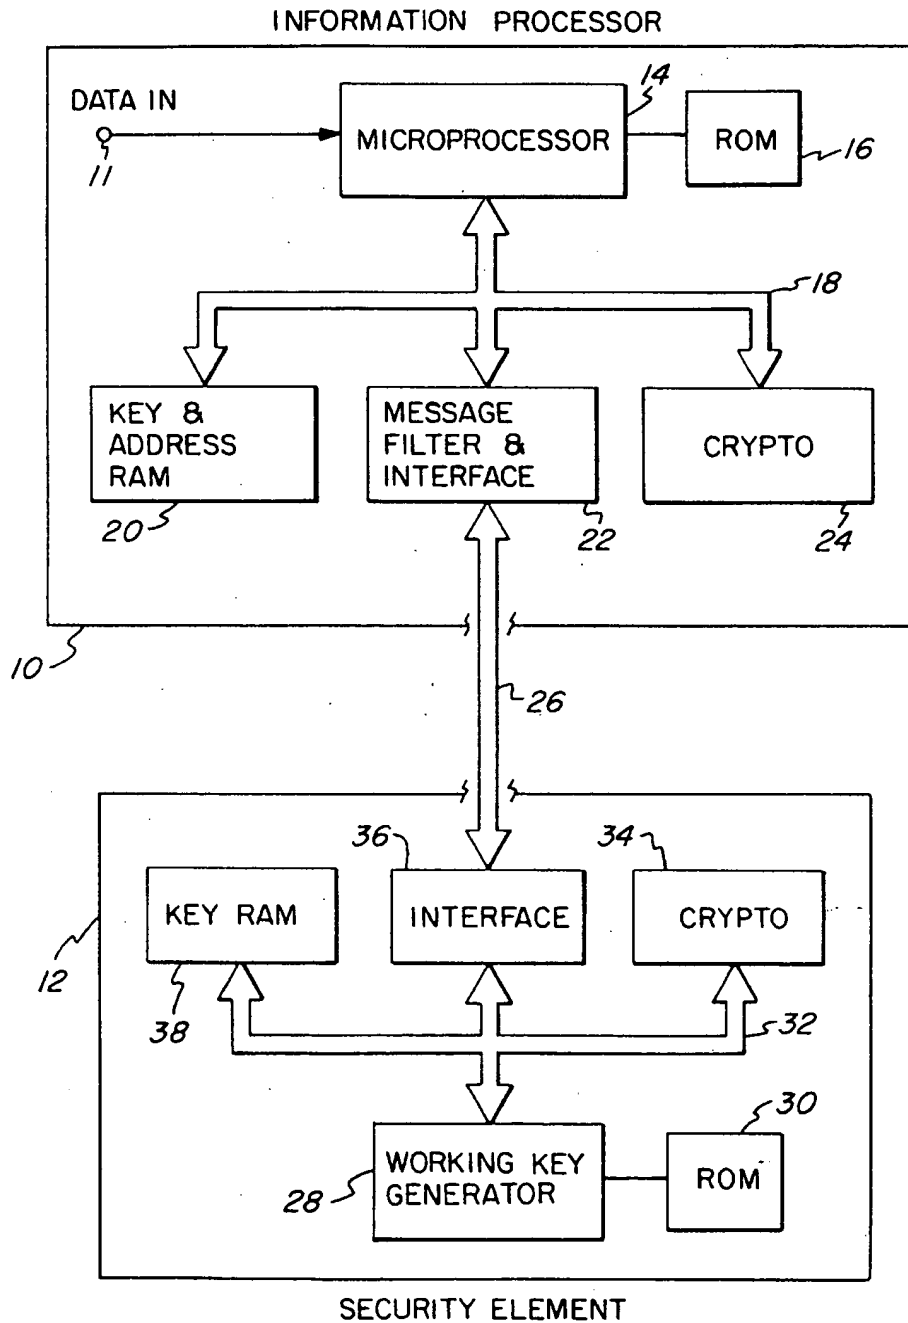 INFORMATION PROCESSOR
DATA IN
11
14
MICROPROCESSOR
ROM
16
18
KEY &
ADDRESS
RAM
20
MESSAGE
FILTER &
INTERFACE
22
CRYPTO
24
10
26
12
36
34
KEY RAM
INTERFACE
CRYPTO
38
32
30
28
WORKING KEY
GENERATOR
ROM
SECURITY ELEMENT